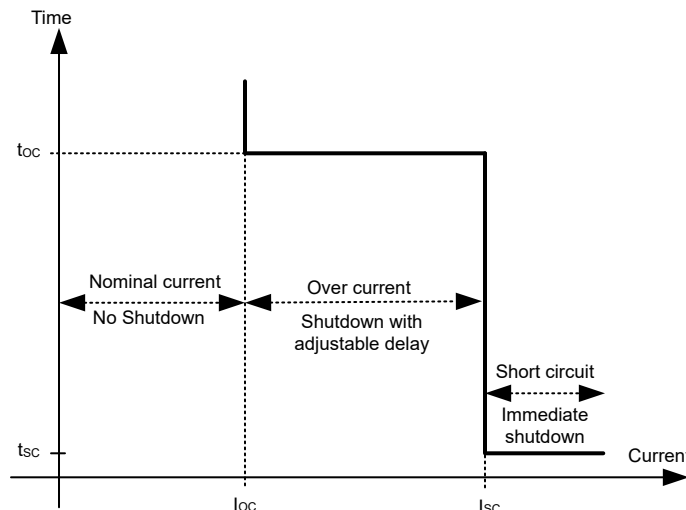 Time
toc
Nominal current
No Shutdown
Over current
Shutdown with
adjustable delay
Short circuit
Immediate
shutdown
tsc
Current
Ioc
Isc